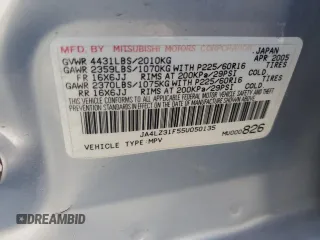 MFD BY MITSUBISHI MOTORS CORPORATION, JAPAN
GVWR 4431LBS/2010KG APR 2005
GAWR 2359LBS/1070KG WITH P225/60R16 TIRES
FR 16X6JJ RIMS AT 200KPa/29PSI COLD
GAWR 2370LBS/1075KG WITH P225/60R16 TIRES
RR 16X6JJ RIMS AT 200KPa/29PSI COLD
THIS VEHICLE CONFORMS TO ALL APPLICABLE
FEDERAL MOTOR VEHICLE SAFETY STANDARDS IN EFFECT ON
THE DATE OF MANUFACTURE SHOWN ABOVE.
JA4LZ31F55U050135
VEHICLE TYPE/MPV
MU000826
DREAMBID